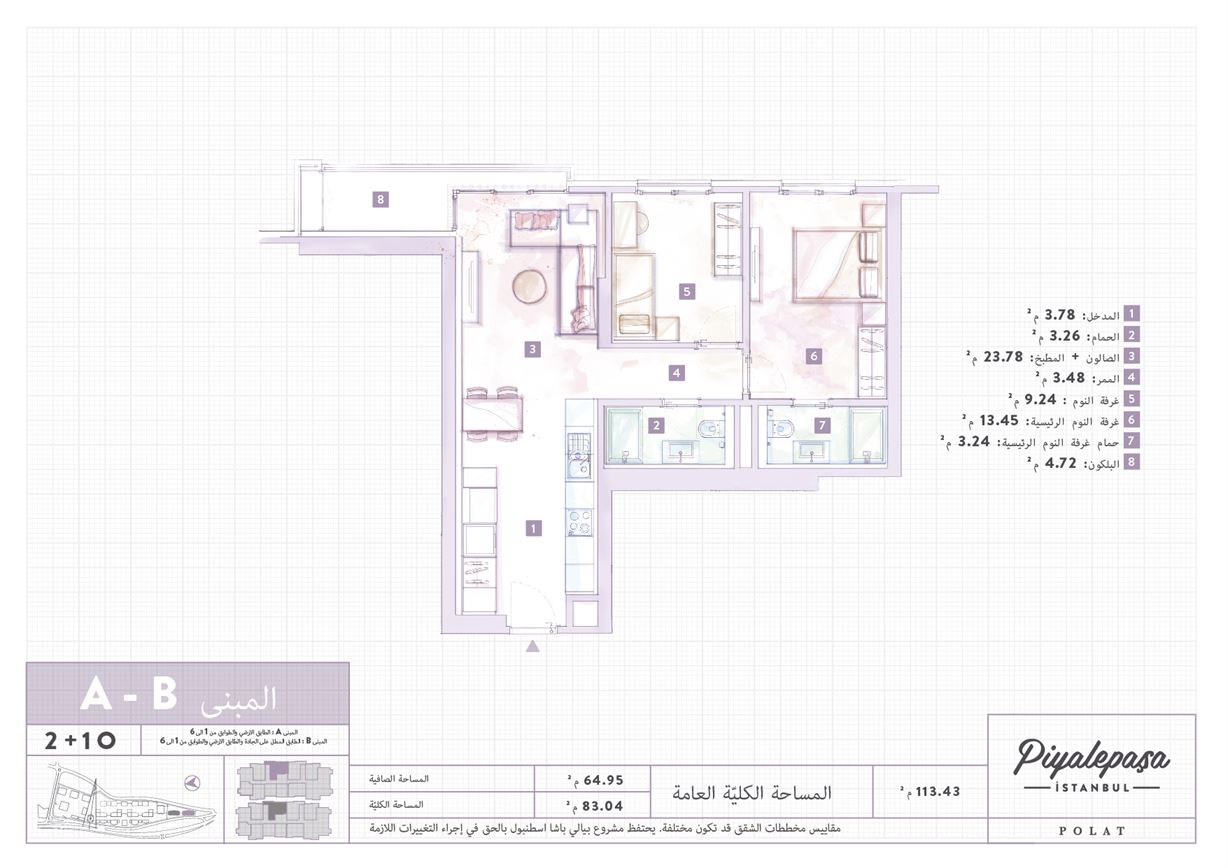 8
5
3
6
4
2
7
1
1 المدخل: 3.78 م²
2 الحمام: 3.26 م²
3 الصالون + المطبخ: 23.78 م²
4 الممر: 3.48 م²
5 غرفة النوم : 9.24 م²
6 غرفة النوم الرئيسية: 13.45 م²
7 حمام غرفة النوم الرئيسية: 3.24 م²
8 البلكون: 4.72 م²
المبنى A - B
2+1O
المبنى A : الطابق الارضي والطوابق من 1 الى 6
المبنى B : الطابق المطل على الجادة والطابق الارضي والطوابق من 1 الى 6
المساحة الصافية 64.95 م²
المساحة الكليّة 83.04 م²
المساحة الكليّة العامة 113.43 م²
مقاييس مخططات الشقق قد تكون مختلفة. يحتفظ مشروع بيالي باشا اسطنبول بالحق في إجراء التغييرات اللازمة
Piyalepaşa
İSTANBUL
POLAT